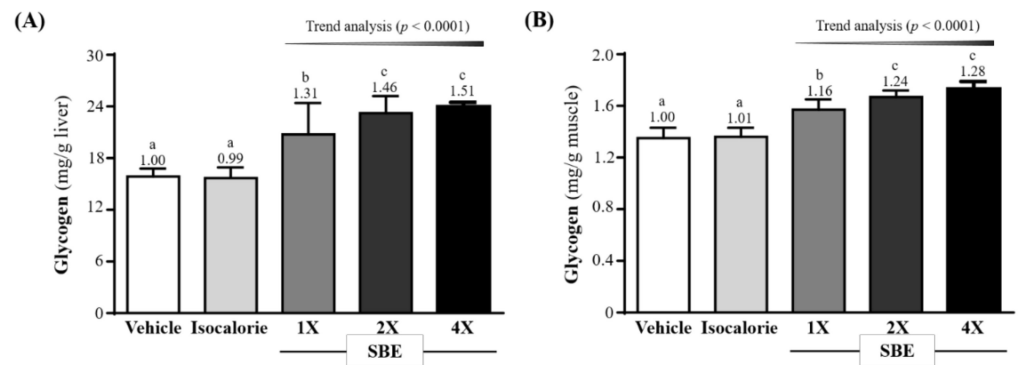 (A)
Trend analysis (p < 0.0001)
Glycogen (mg/g liver)
30
24
18
12
6
0
a
1.00
a
0.99
b
1.31
c
1.46
c
1.51
Vehicle Isocalorie 1X 2X 4X
SBE
(B)
Trend analysis (p < 0.0001)
Glycogen (mg/g muscle)
2.0
1.6
1.2
0.8
0.4
0
a
1.00
a
1.01
b
1.16
c
1.24
c
1.28
Vehicle Isocalorie 1X 2X 4X
SBE